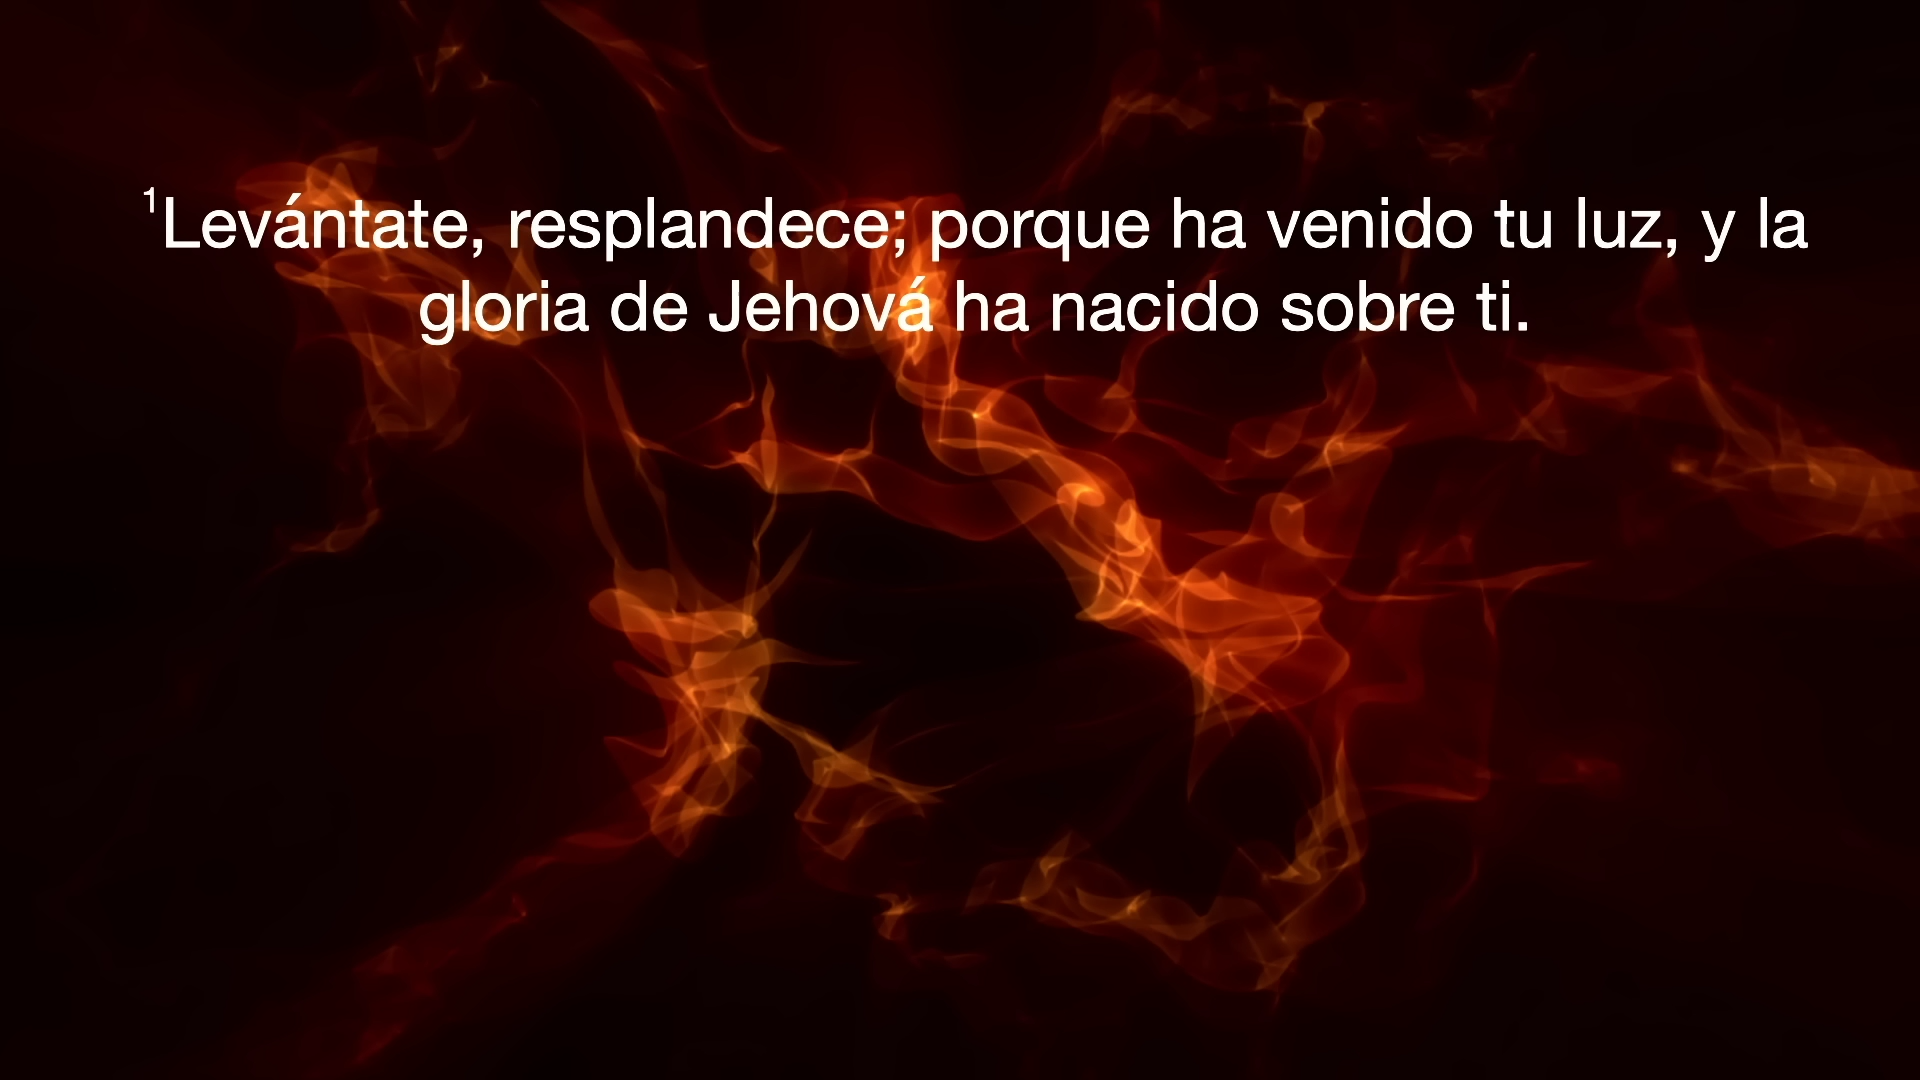 ¹Levántate, resplandece; porque ha venido tu luz, y la
gloria de Jehová ha nacido sobre ti.